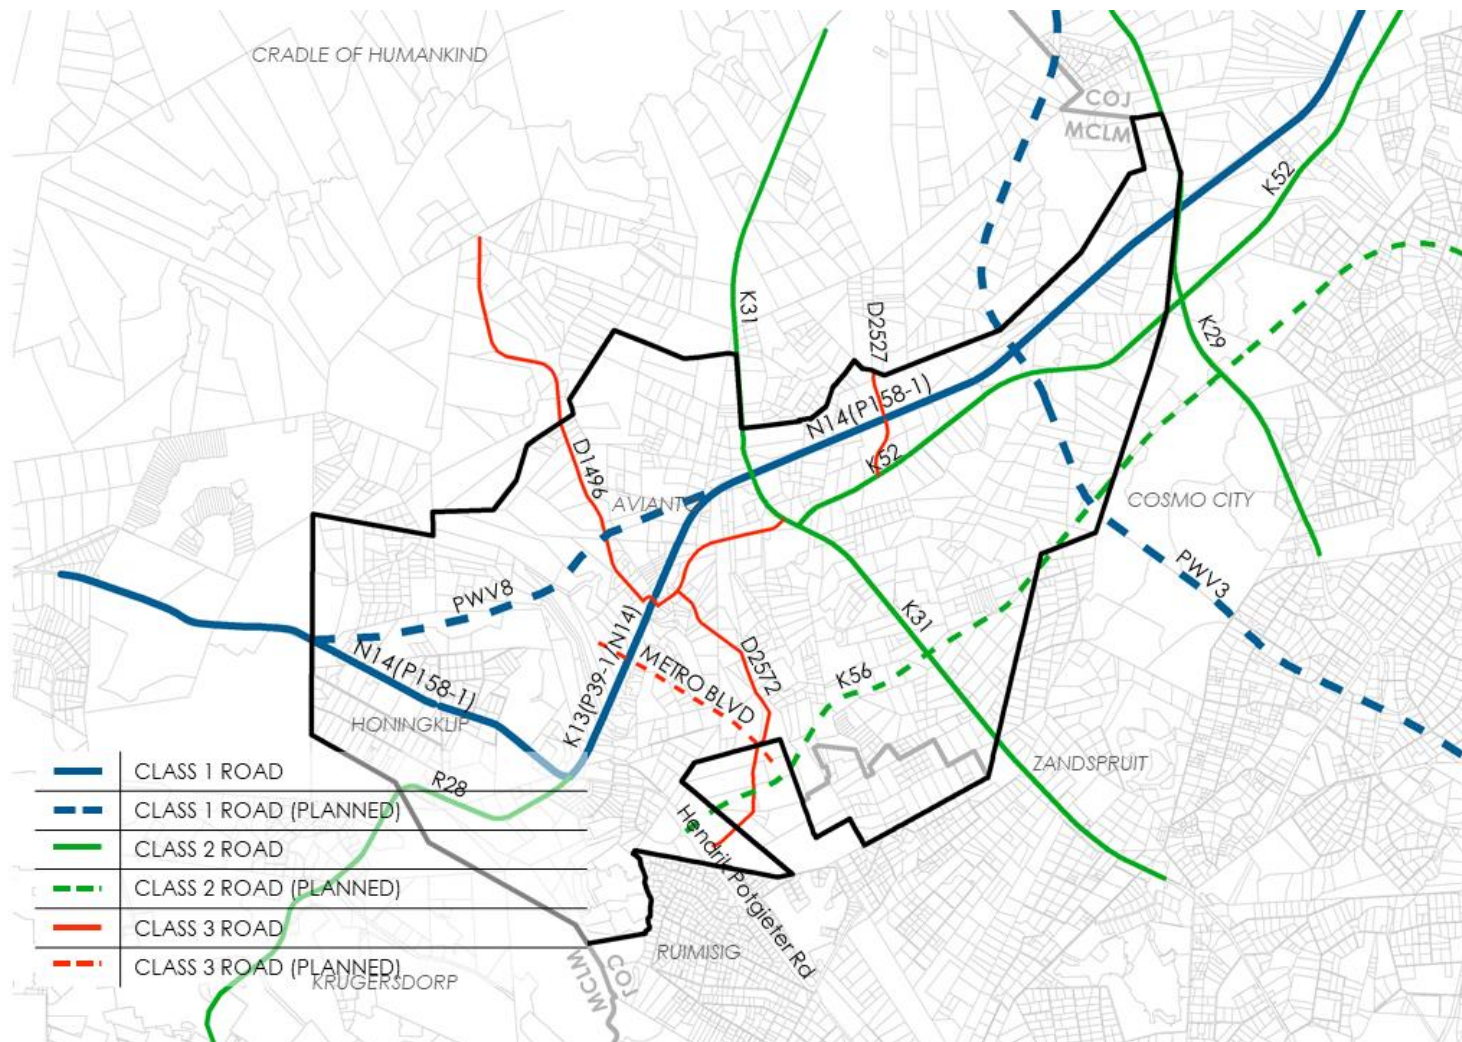 CRADLE OF HUMANKIND
COJ
MCLM
K52
K31
D2527
K29
N14(P158-1)
D1496
K52
AVIANTO
COSMO CITY
PWV8
PWV3
K31
N14(P158-1)
K13(P39-1/N14)
METRO BLVD
D2572
K56
HONINGKLIP
ZANDSPRUIT
R28
CLASS 1 ROAD
CLASS 1 ROAD (PLANNED)
CLASS 2 ROAD
CLASS 2 ROAD (PLANNED)
CLASS 3 ROAD
CLASS 3 ROAD (PLANNED)
Hendrik Potgieter Rd
RUIMISIG
COJ
MCLM
KRUGERSDORP